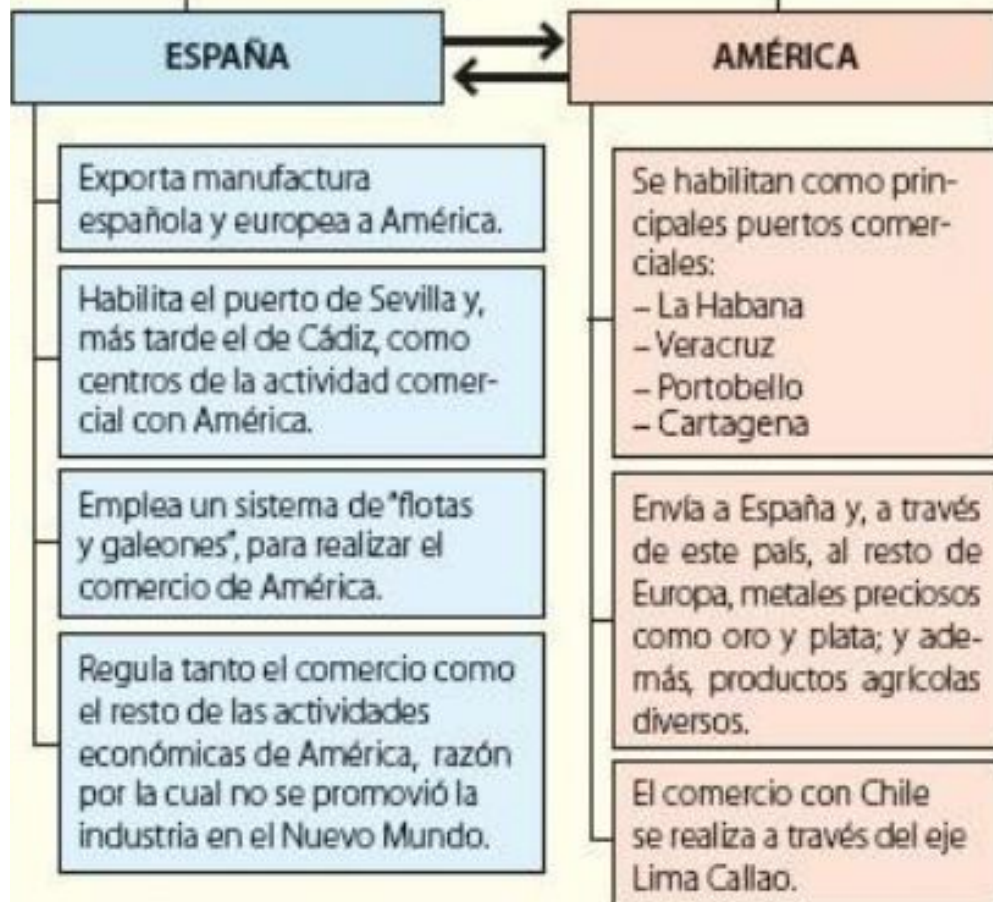 ESPAÑA
Exporta manufactura
española y europea a América.
Habilita el puerto de Sevilla y,
más tarde el de Cádiz, como
centros de la actividad comer-
cial con América.
Emplea un sistema de "flotas
y galeones", para realizar el
comercio de América.
Regula tanto el comercio como
el resto de las actividades
económicas de América, razón
por la cual no se promovió la
industria en el Nuevo Mundo.
AMÉRICA
Se habilitan como prin-
cipales puertos comer-
ciales:
– La Habana
– Veracruz
– Portobello
– Cartagena
Envía a España y, a través
de este país, al resto de
Europa, metales preciosos
como oro y plata; y ade-
más, productos agrícolas
diversos.
El comercio con Chile
se realiza a través del eje
Lima Callao.